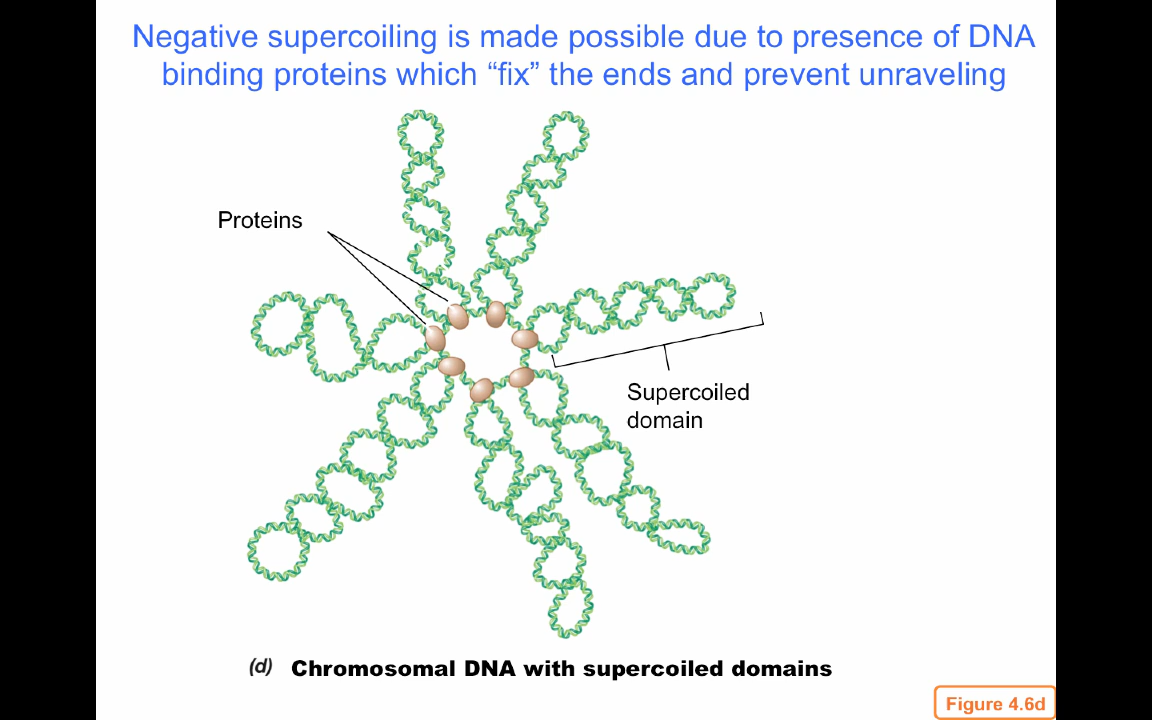 Negative supercoiling is made possible due to presence of DNA
binding proteins which “fix” the ends and prevent unraveling
Proteins
Supercoiled
domain
(d) Chromosomal DNA with supercoiled domains
Figure 4.6d